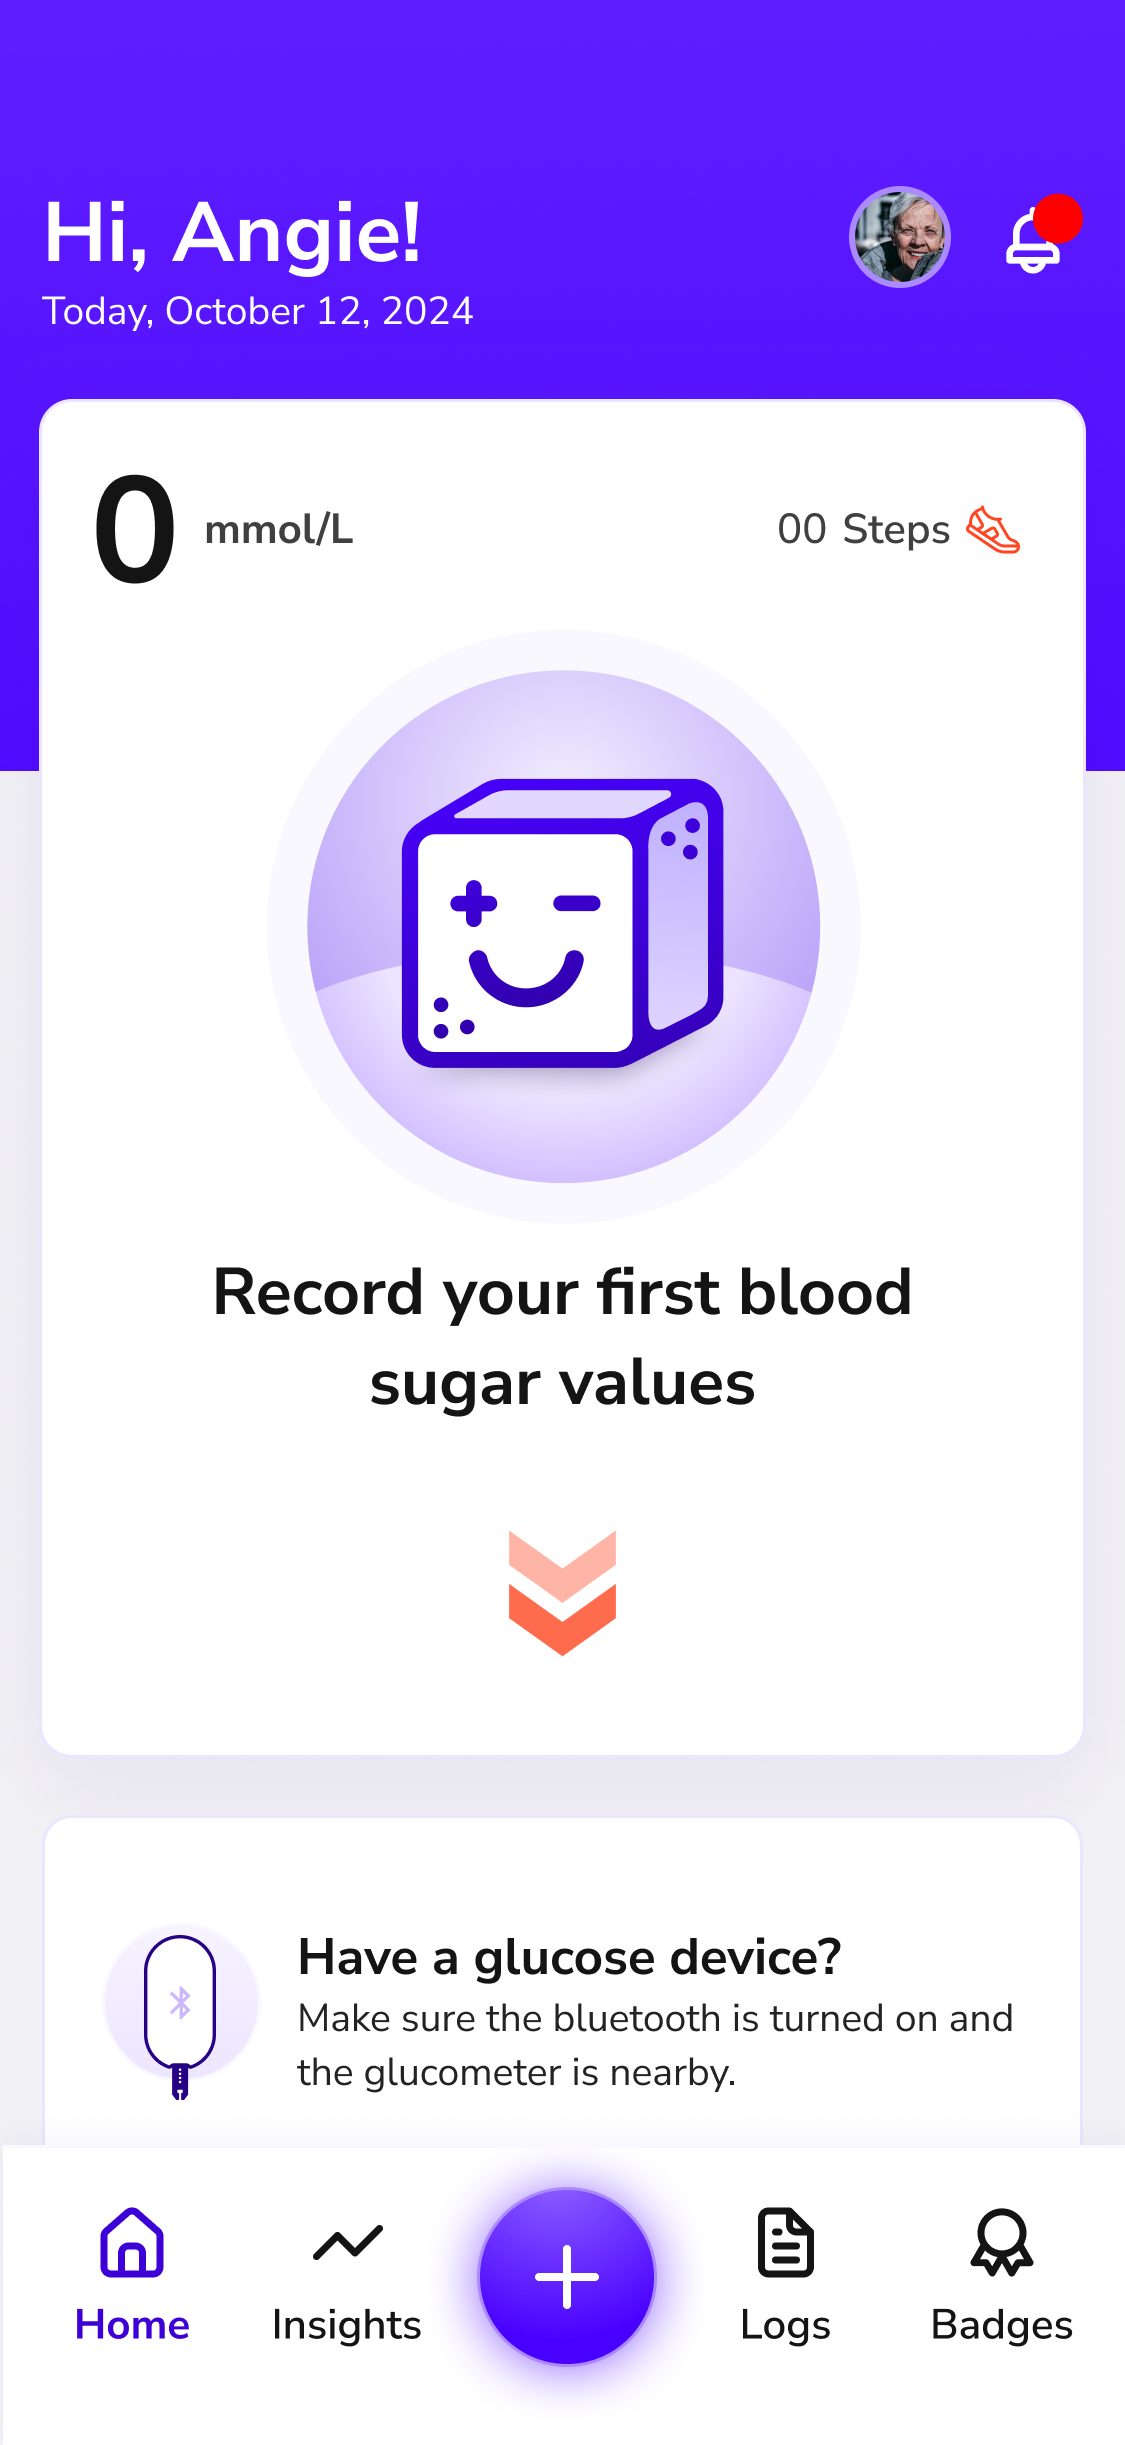 Hi, Angie!
Today, October 12, 2024
0 mmol/L
00 Steps
Record your first blood
sugar values
Have a glucose device?
Make sure the bluetooth is turned on and
the glucometer is nearby.
Home
Insights
Logs
Badges